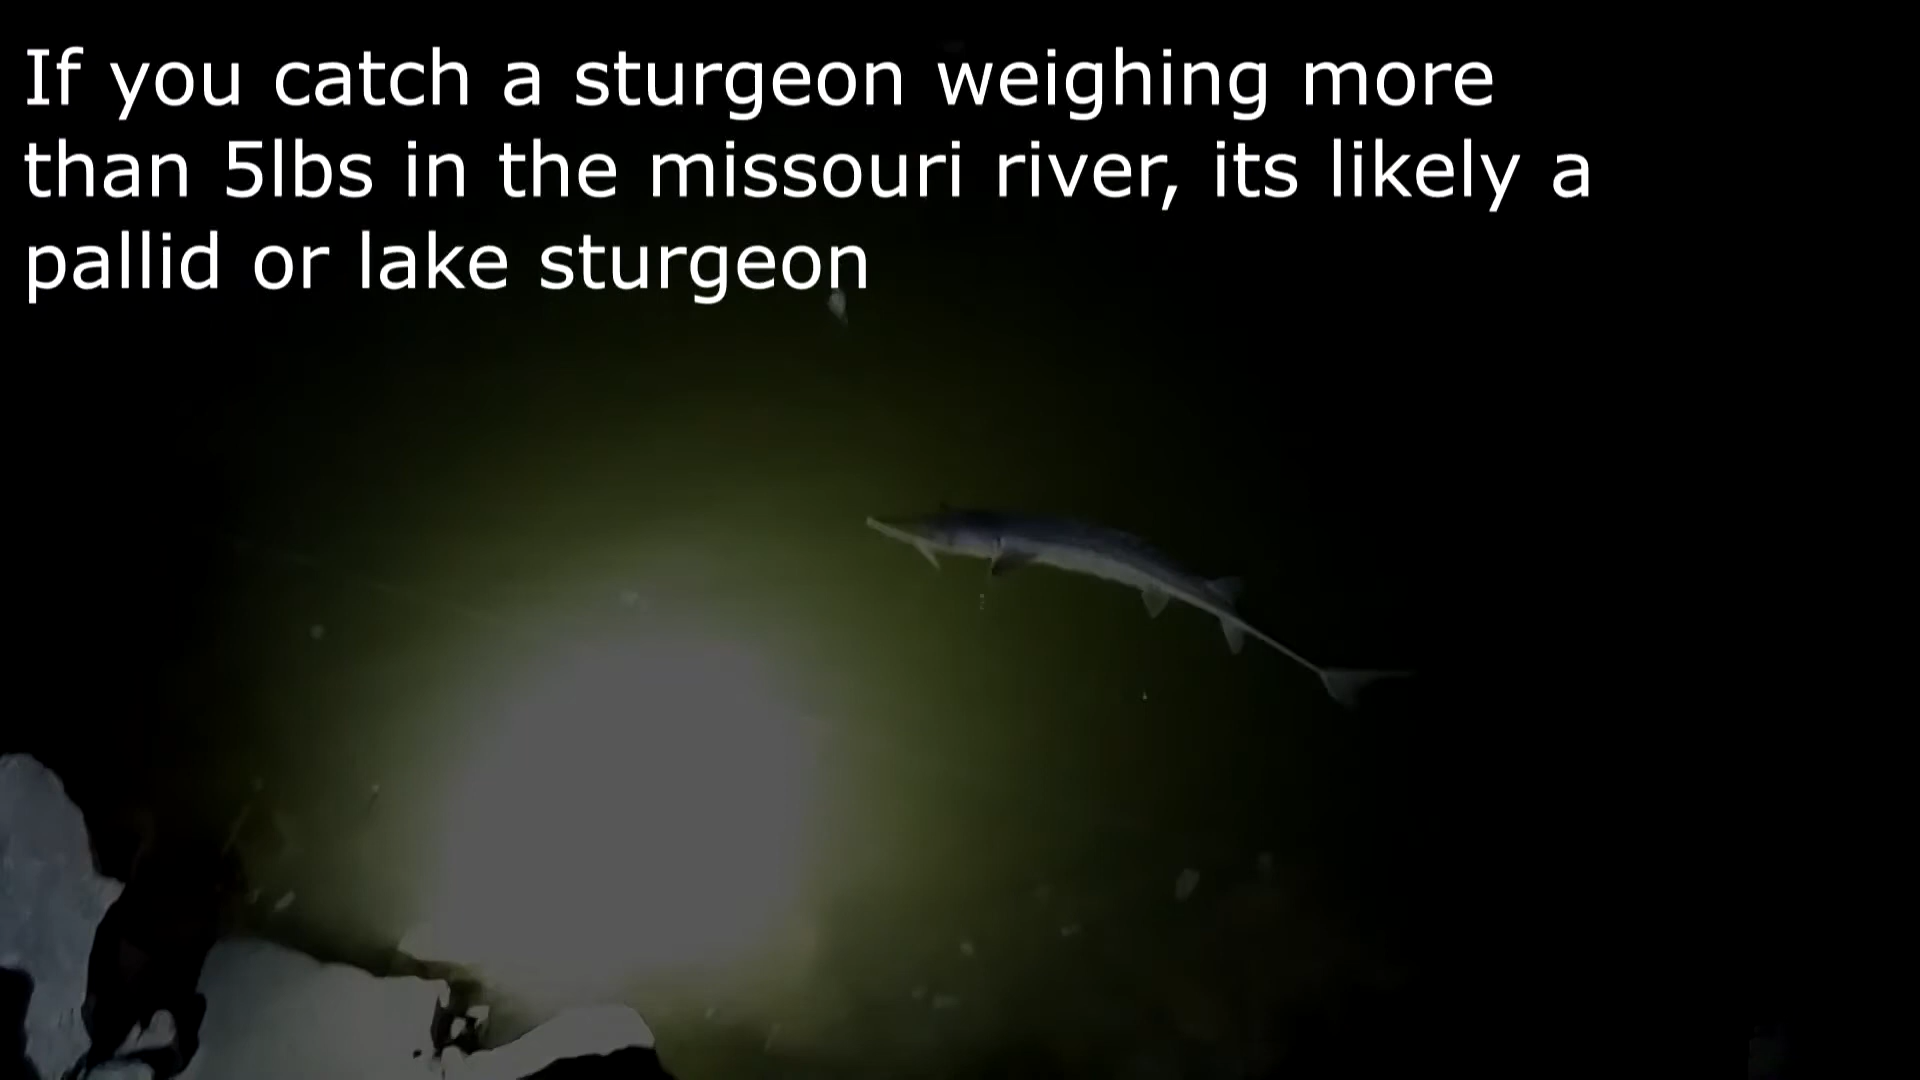 If you catch a sturgeon weighing more
than 5lbs in the missouri river, its likely a
pallid or lake sturgeon